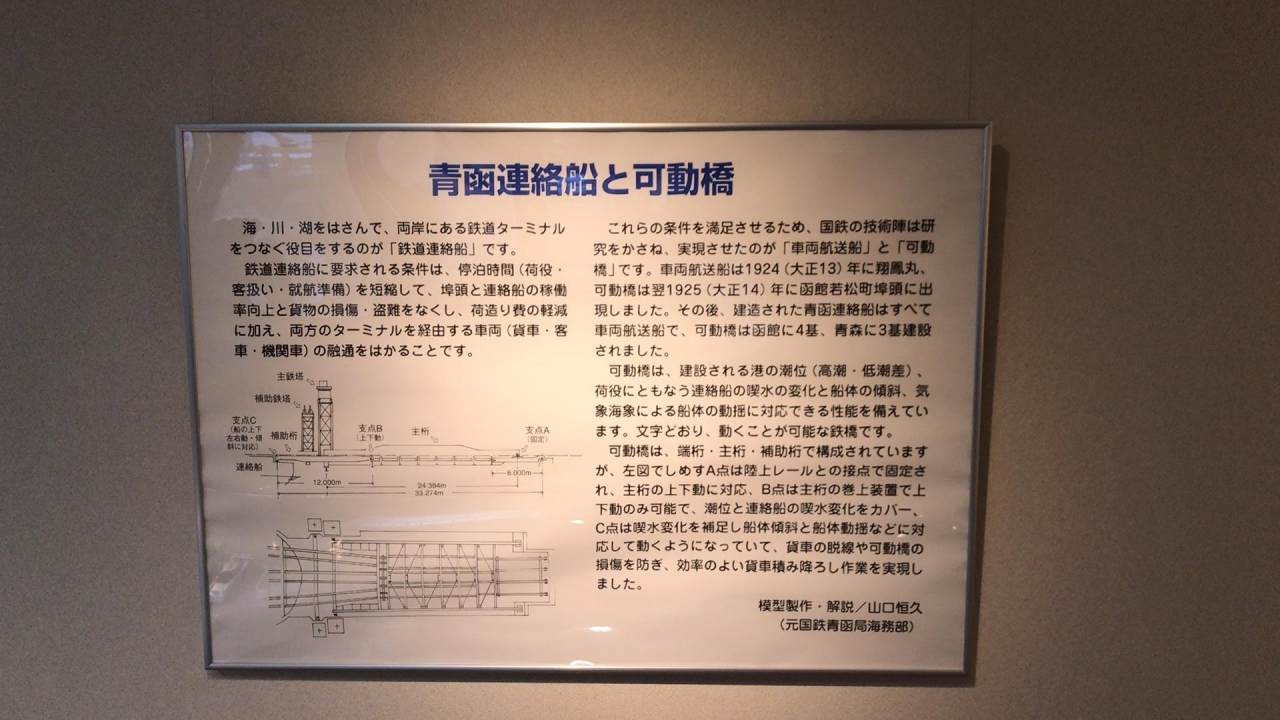 青函連絡船と可動橋
海・川・湖をはさんで、両岸にある鉄道ターミナル
をつなぐ役目をするのが「鉄道連絡船」です。
鉄道連絡船に要求される条件は、停泊時間（荷役・
客扱い・就航準備）を短縮して、埠頭と連絡船の稼働
率向上と貨物の損傷・盗難をなくし、荷造り費の軽減
に加え、両方のターミナルを経由する車両（貨車・客
車・機関車）の融通をはかることです。
主鉄塔
補助鉄塔
支点C
（船の上下
左右動・傾
斜に対応）
補助桁
支点B
（上下動）
主桁
支点A
（固定）
連絡船
6.000m
12.000m
24.384m
33.274m
これらの条件を満足させるため、国鉄の技術陣は研
究をかさね、実現させたのが「車両航送船」と「可動
橋」です。車両航送船は1924（大正13）年に翔鳳丸、
可動橋は翌1925（大正14）年に函館若松町埠頭に出
現しました。その後、建造された青函連絡船はすべて
車両航送船で、可動橋は函館に4基、青森に3基建設
されました。
可動橋は、建設される港の潮位（高潮・低潮差）、
荷役にともなう連絡船の喫水の変化と船体の傾斜、気
象海象による船体の動揺に対応できる性能を備えてい
ます。文字どおり、動くことが可能な鉄橋です。
可動橋は、端桁・主桁・補助桁で構成されています
が、左図でしめすA点は陸上レールとの接点で固定さ
れ、主桁の上下動に対応、B点は主桁の巻上装置で上
下動のみ可能で、潮位と連絡船の喫水変化をカバー、
C点は喫水変化を補足し船体傾斜と船体動揺などに対
応して動くようになっていて、貨車の脱線や可動橋の
損傷を防ぎ、効率のよい貨車積み降ろし作業を実現し
ました。
模型製作・解説／山口恒久
（元国鉄青函局海務部）